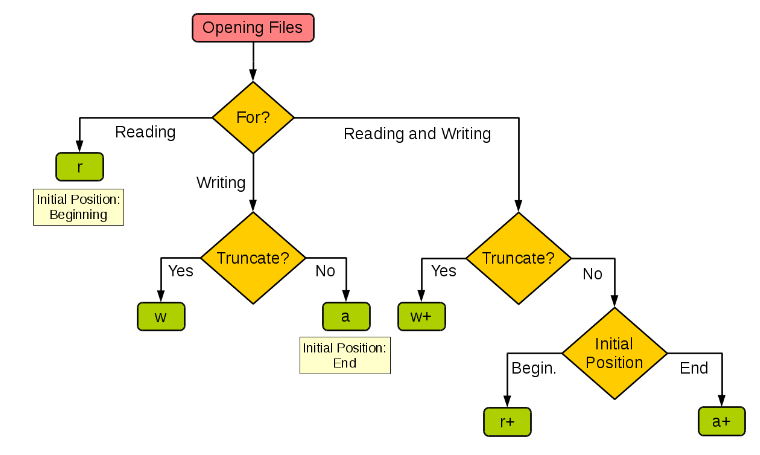 Opening Files
For?
Reading
Reading and Writing
r
Writing
Initial Position:
Beginning
Truncate?
Yes
No
w
a
Initial Position:
End
Truncate?
Yes
No
w+
Initial
Position
Begin.
End
r+
a+